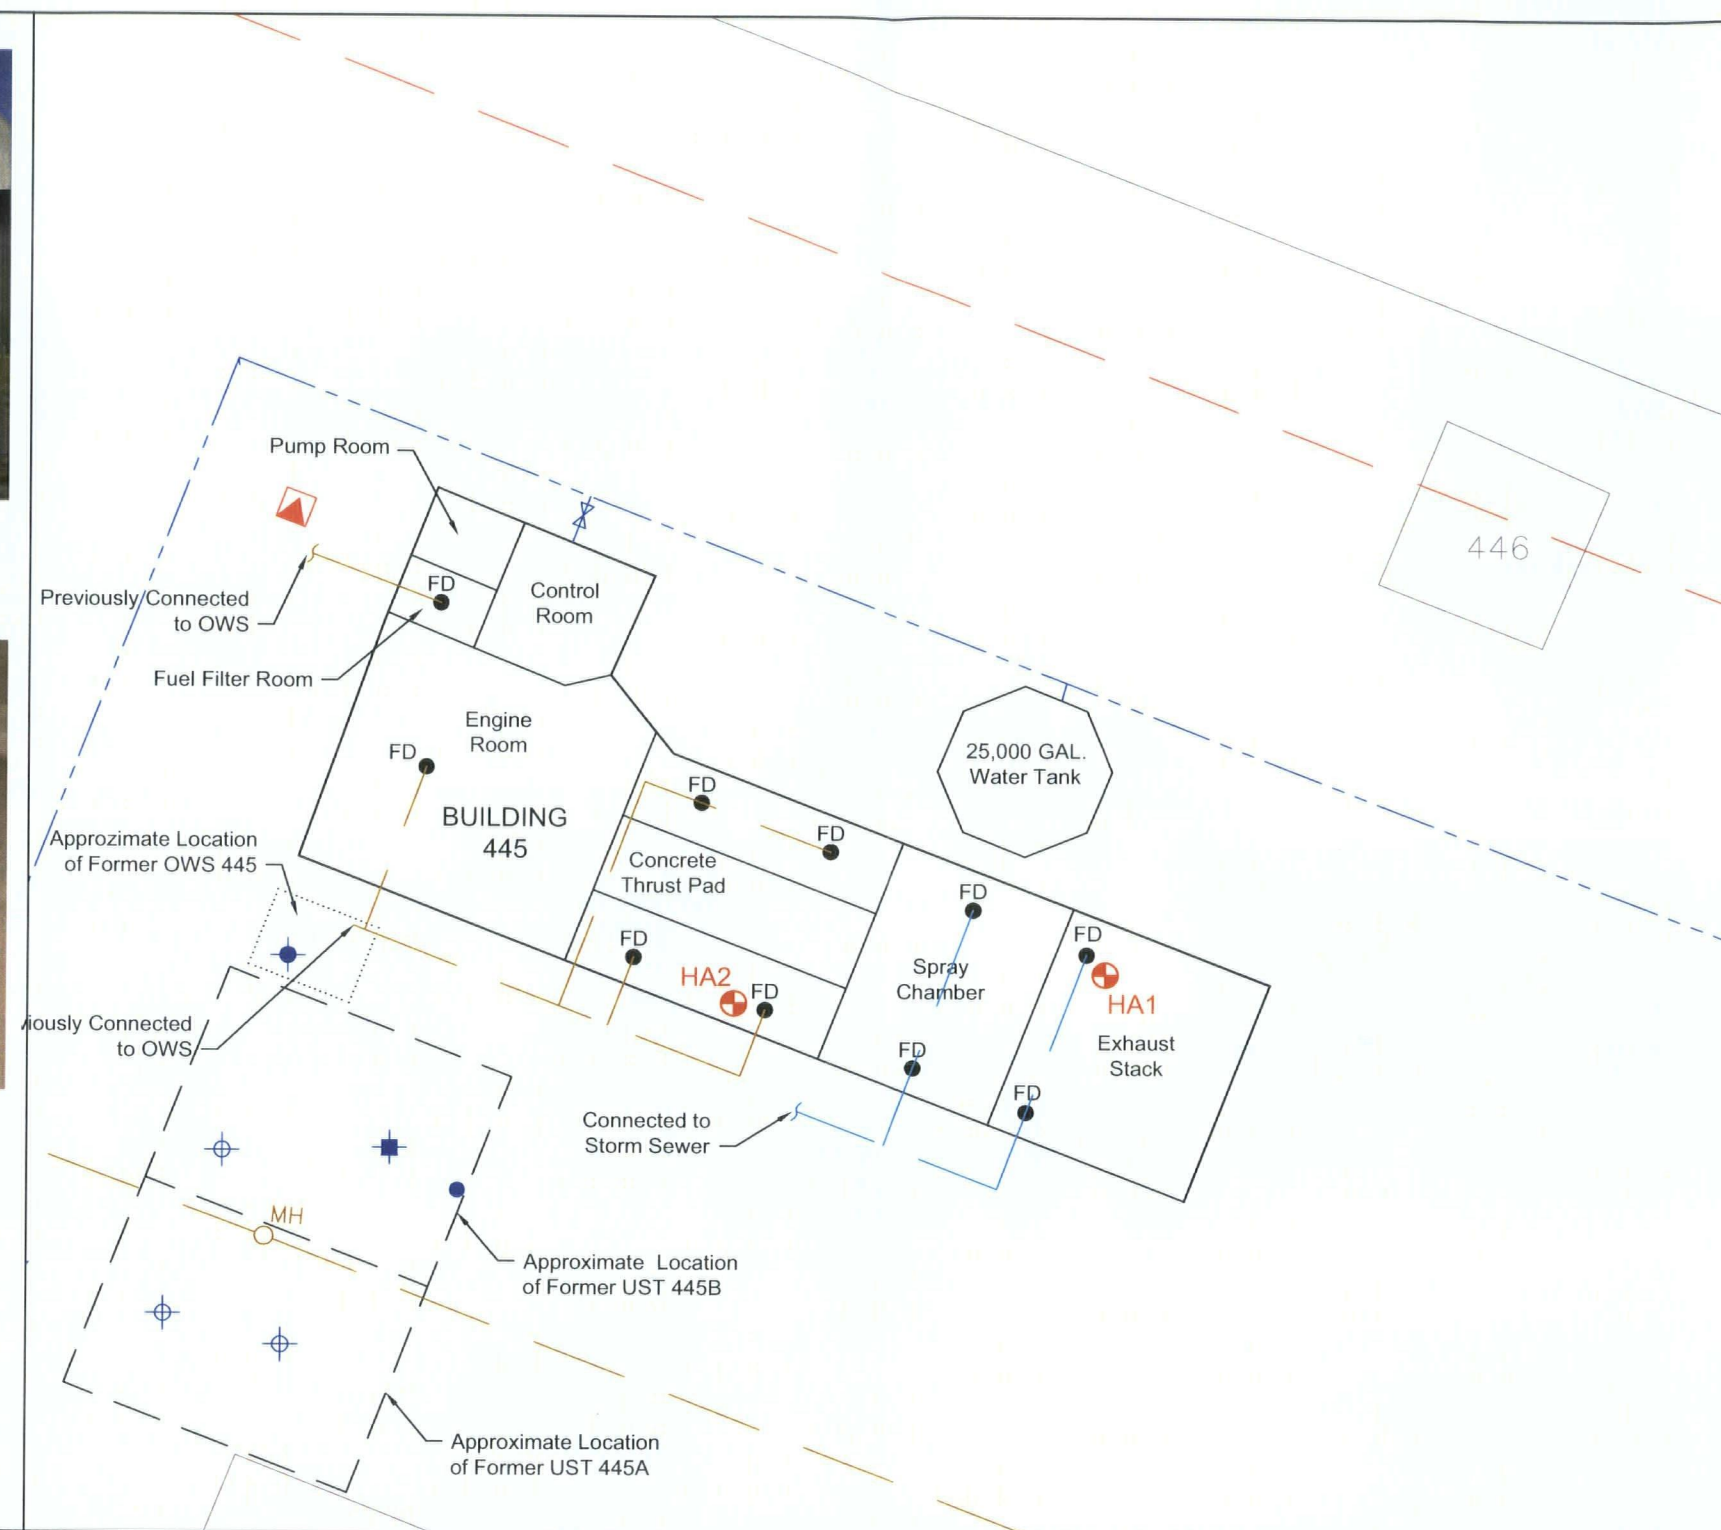 446
Pump Room
FD
Control
Room
Previously Connected
to OWS
Fuel Filter Room
Engine
Room
FD
BUILDING
445
25,000 GAL.
Water Tank
FD
FD
Concrete
Thrust Pad
Approzimate Location
of Former OWS 445
FD
FD
FD
HA2
FD
Spray
Chamber
HA1
Exhaust
Stack
iously Connected
to OWS
FD
FD
Connected to
Storm Sewer
MH
Approximate Location
of Former UST 445B
Approximate Location
of Former UST 445A